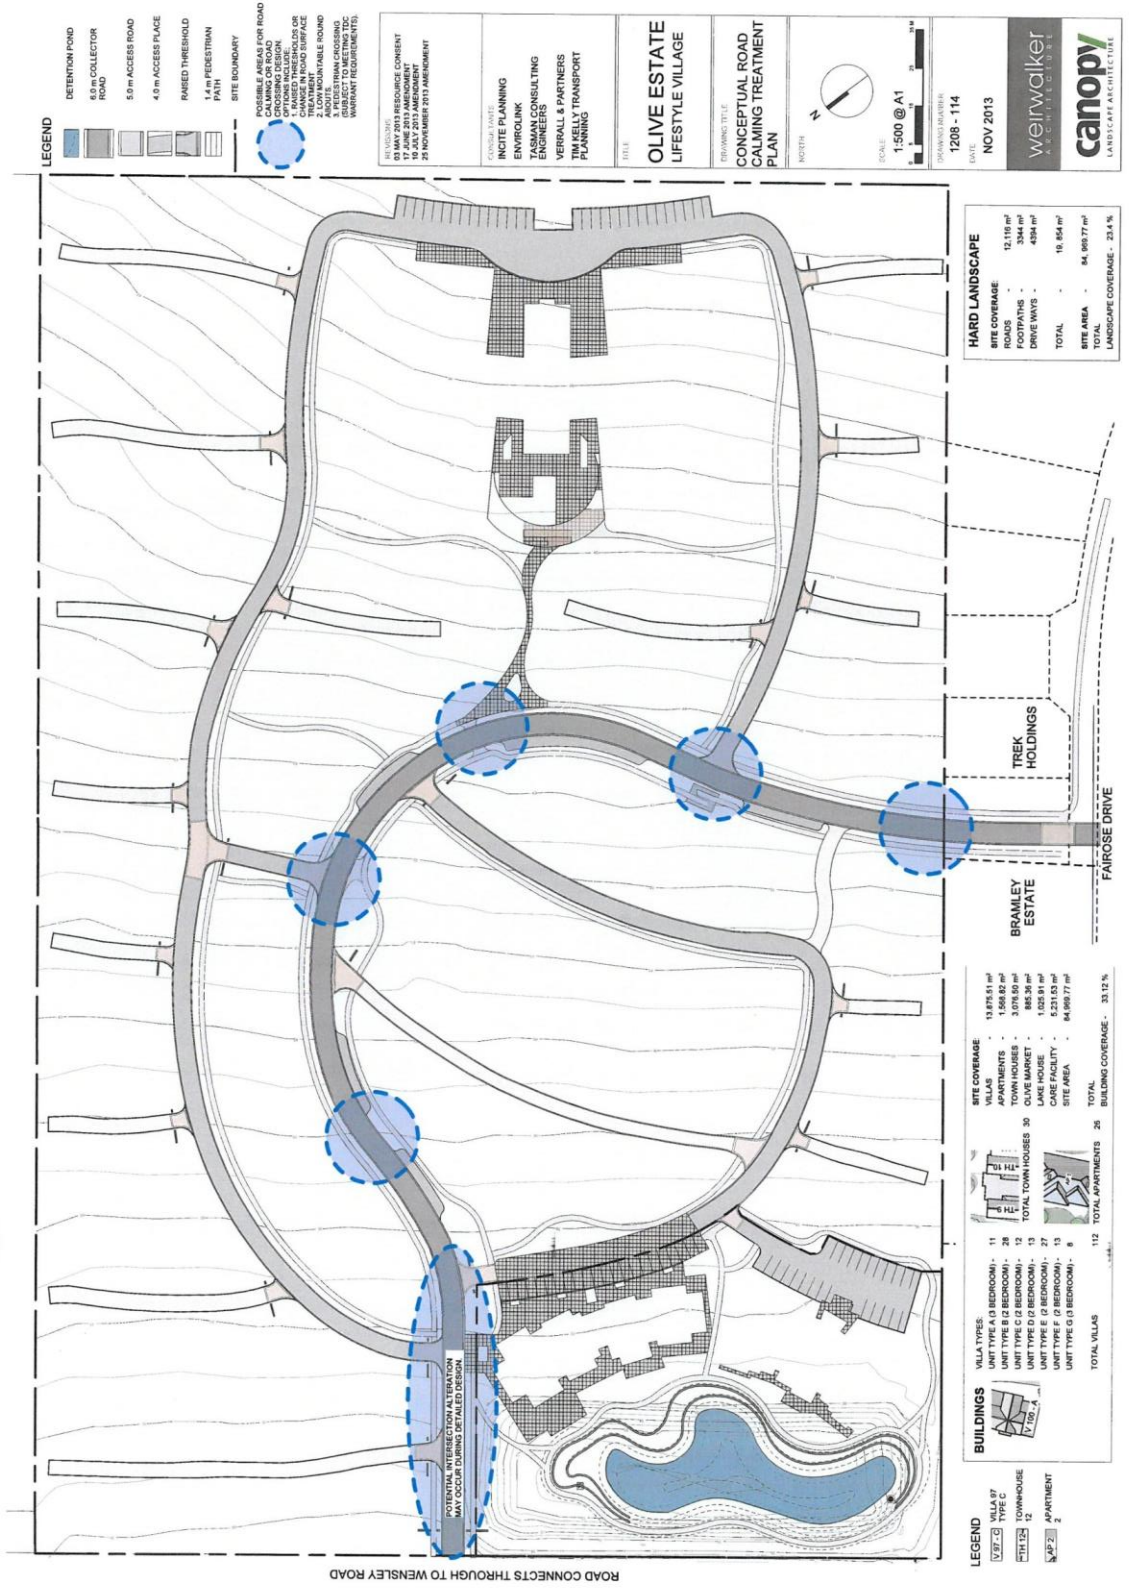 LEGEND
DETENTION POND
6.0 m COLLECTOR
ROAD
5.0 m ACCESS ROAD
4.0 m ACCESS PLACE
RAISED THRESHOLD
1.4 m PEDESTRIAN
PATH
SITE BOUNDARY
POSSIBLE AREAS FOR ROAD
CALMING OR ROAD
CROSSING DESIGN.
OPTIONS INCLUDE:
1. RAISED THRESHOLDS OR
CHANGE IN ROAD SURFACE
TREATMENT
2. LOW MOUNTABLE ROUND
ABOUTS.
3. PEDESTRIAN CROSSING
(SUBJECT TO MEETING TDC
WARRANT REQUIREMENTS).
REVISIONS
03 MAY 2013 RESOURCE CONSENT
17 JUNE 2013 AMENDMENT
10 JULY 2013 AMENDMENT
25 NOVEMBER 2013 AMENDMENT
CONSULTANTS
INCITE PLANNING
ENVIROLINK
TASMAN CONSULTING
ENGINEERS
VERRALL & PARTNERS
TIM KELLY TRANSPORT
PLANNING
TITLE
OLIVE ESTATE
LIFESTYLE VILLAGE
DRAWING TITLE
CONCEPTUAL ROAD
CALMING TREATMENT
PLAN
NORTH
N
SCALE
1:500 @ A1
DRAWING NUMBER
1208 - 114
DATE
NOV 2013
weirwalker
ARCHITECTURE
canopy
LANDSCAPE ARCHITECTURE
HARD LANDSCAPE
SITE COVERAGE:
ROADS - 12,116 m²
FOOTPATHS - 3344 m²
DRIVE WAYS - 4394 m²
TOTAL - 19, 854 m²
SITE AREA - 84, 969.77 m²
TOTAL
LANDSCAPE COVERAGE - 23.4 %
TREK
HOLDINGS
BRAMLEY
ESTATE
FAIROSE DRIVE
POTENTIAL INTERSECTION ALTERATION
MAY OCCUR DURING DETAILED DESIGN.
ROAD CONNECTS THROUGH TO WENSLEY ROAD
LEGEND
V 97 - C VILLA 97
TYPE C
TH 12 TOWNHOUSE
12
AP 2 APARTMENT
2
BUILDINGS
V 100 - A
VILLA TYPES:
UNIT TYPE A (3 BEDROOM) - 11
UNIT TYPE B (2 BEDROOM) - 28
UNIT TYPE C (2 BEDROOM) - 12
UNIT TYPE D (2 BEDROOM) - 13
UNIT TYPE E (2 BEDROOM) - 27
UNIT TYPE F (2 BEDROOM) - 13
UNIT TYPE G (3 BEDROOM) - 8
TOTAL VILLAS 112
TH 9
TH 10
TOTAL TOWN HOUSES 30
TOTAL APARTMENTS 25
SITE COVERAGE:
VILLAS - 13,875.51 m²
APARTMENTS - 1,568.82 m²
TOWN HOUSES - 3,076.50 m²
OLIVE MARKET - 885.36 m²
LAKE HOUSE - 1,025.91 m²
CARE FACILITY - 5,231.53 m²
SITE AREA - 84,969.77 m²
TOTAL
BUILDING COVERAGE - 33.12 %